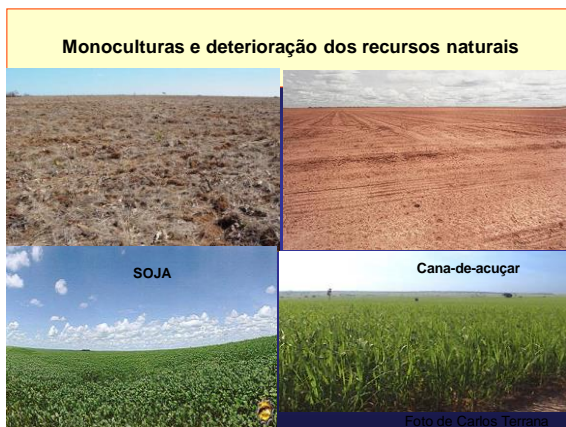 Monoculturas e deterioração dos recursos naturais
SOJA
Cana-de-acuçar
Foto de Carlos Terrana